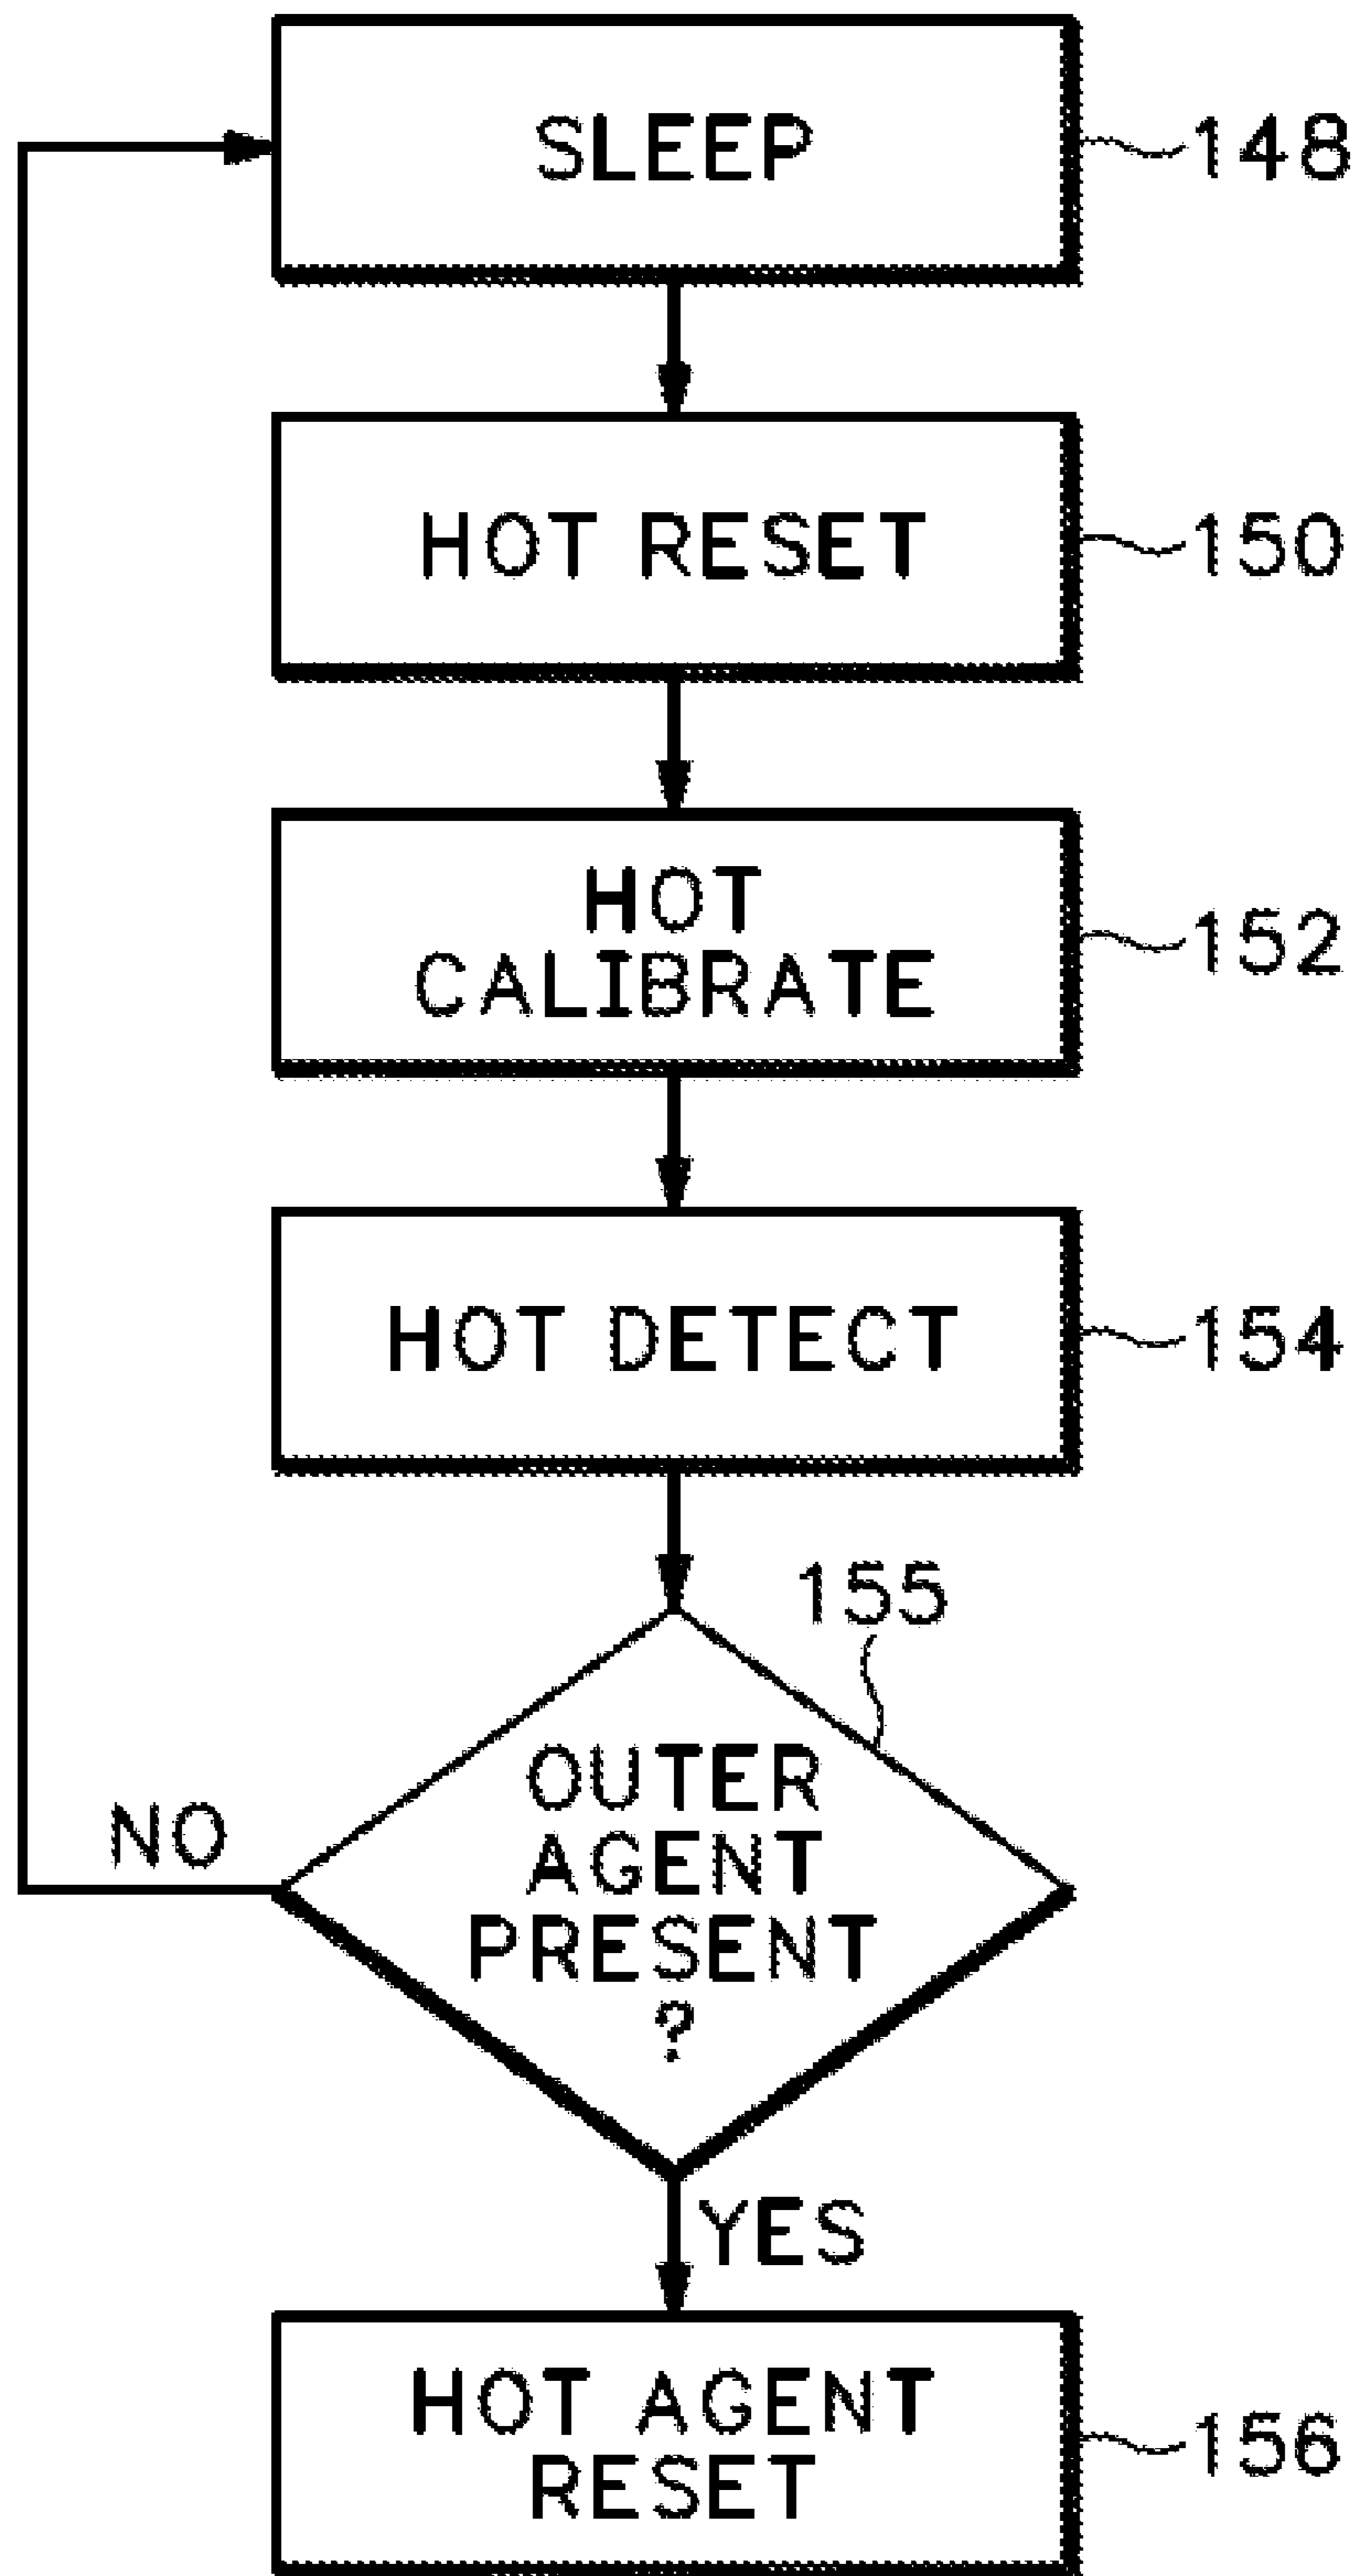 SLEEP
148
HOT RESET
150
HOT
CALIBRATE
152
HOT DETECT
154
155
OUTER
AGENT
PRESENT
?
NO
YES
HOT AGENT
RESET
156